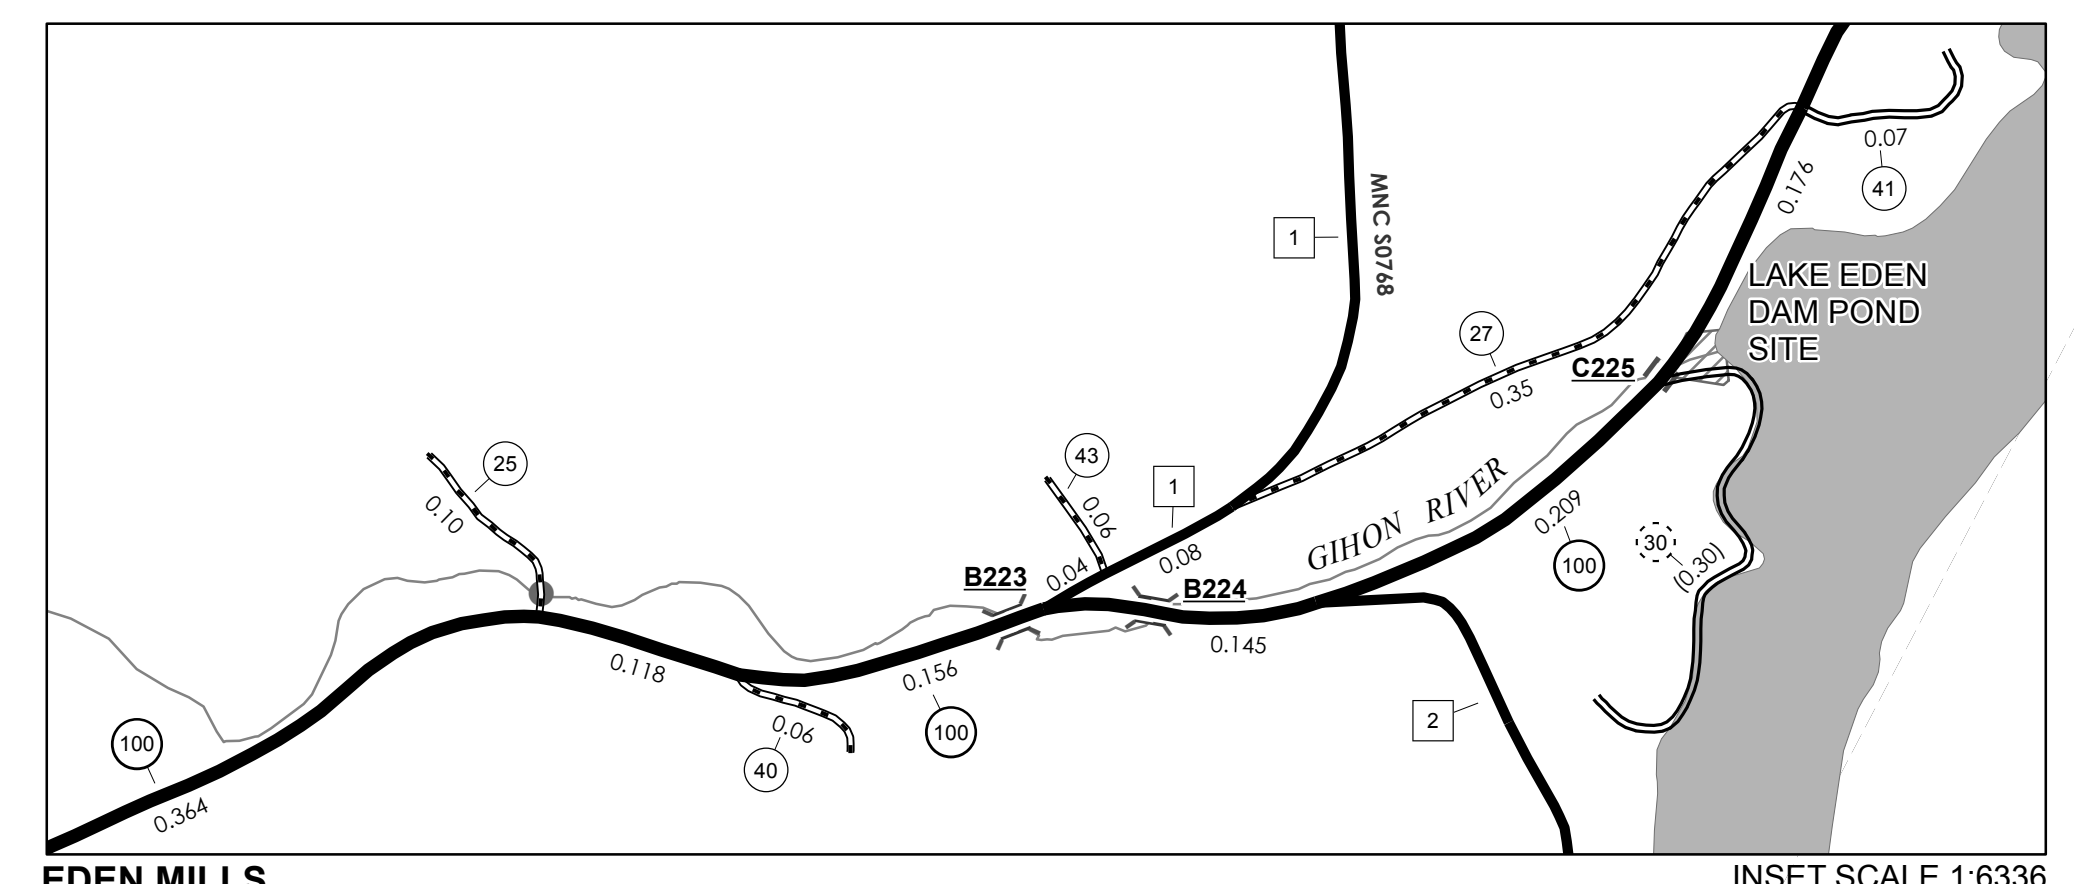 0.07
41
0.176
MNC S0768
1
LAKE EDEN
DAM POND
SITE
27
C225
0.35
25
0.10
43
0.06
1
0.08
0.04
B223
B224
GIHON RIVER
0.209
100
30
(0.30)
0.145
0.118
0.156
100
2
0.06
40
100
0.364
EDEN MILLS
INSET SCALE 1:6336